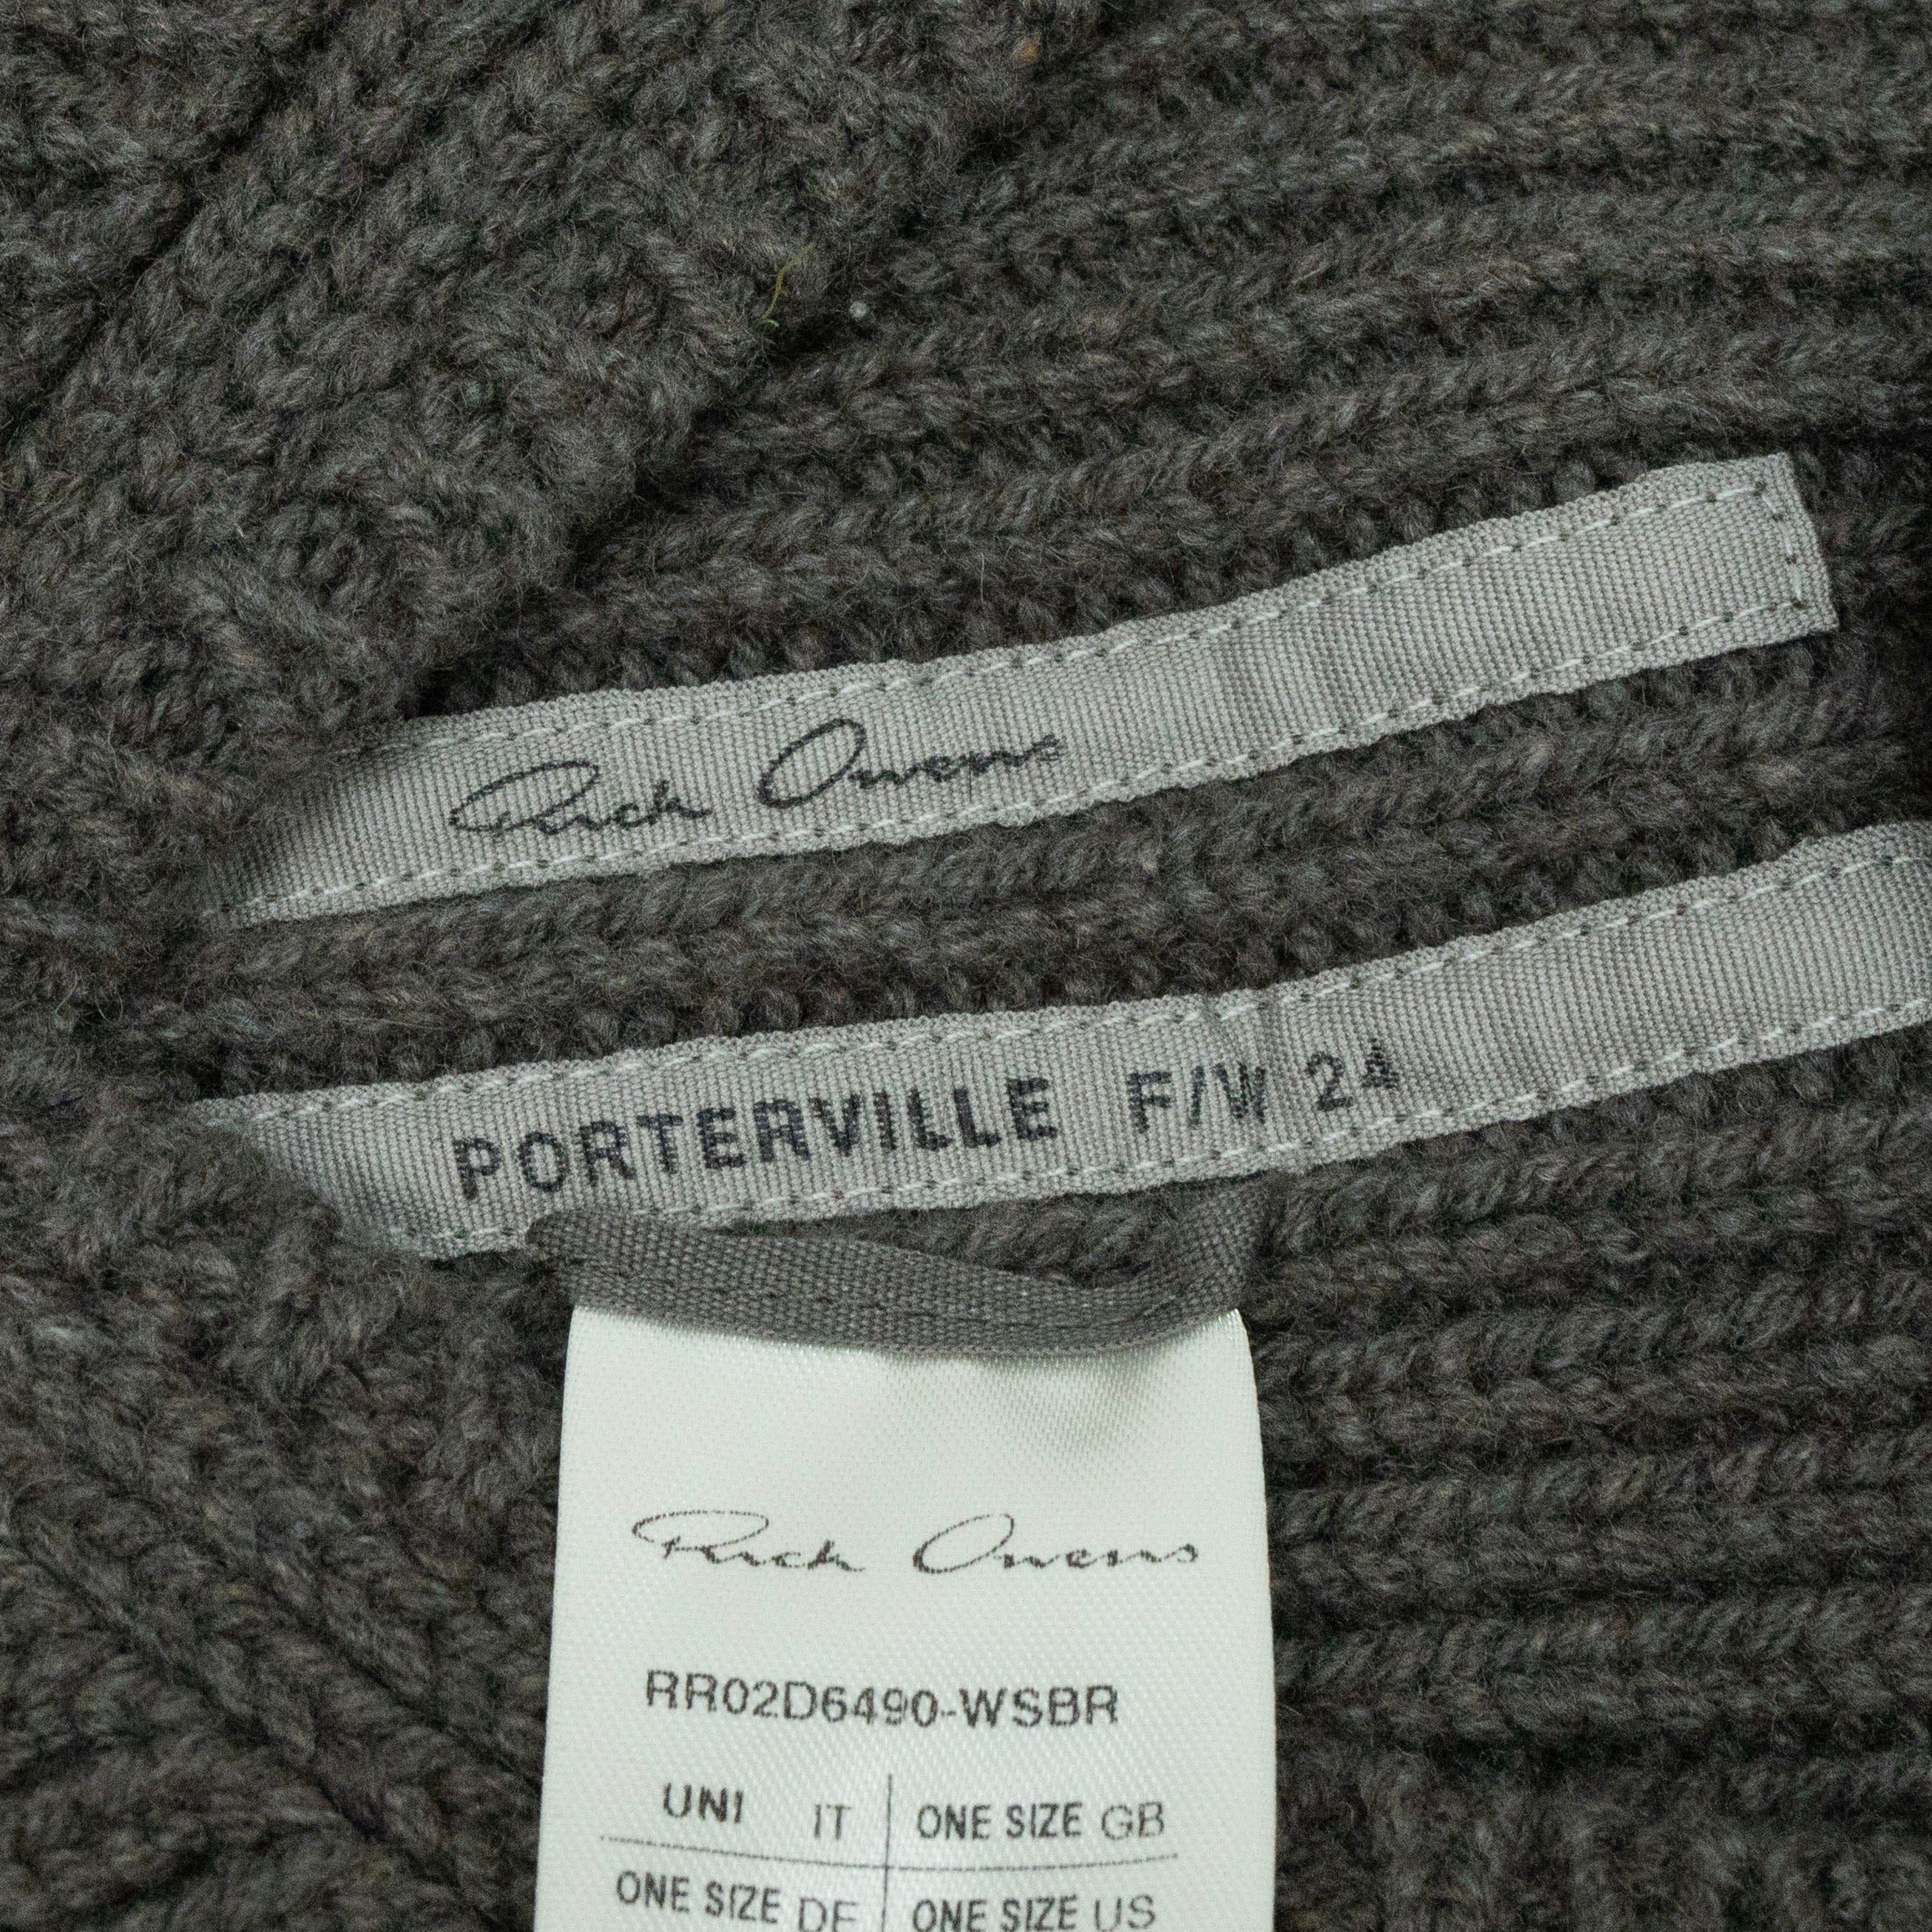 Rick Owens
PORTERVILLE F/W 24
Rick Owens
RR02D6490-WSBR
UNI IT ONE SIZE GB
ONE SIZE DE ONE SIZE US